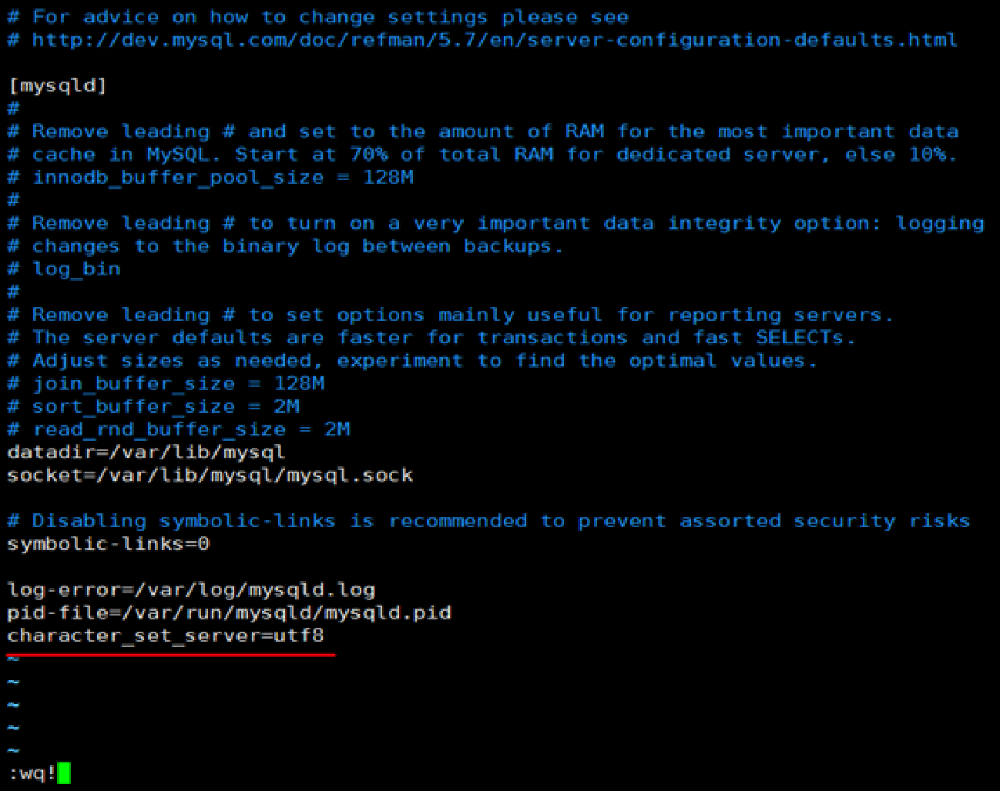 # For advice on how to change settings please see
# http://dev.mysql.com/doc/refman/5.7/en/server-configuration-defaults.html
[mysqld]
#
# Remove leading # and set to the amount of RAM for the most important data
# cache in MySQL. Start at 70% of total RAM for dedicated server, else 10%.
# innodb_buffer_pool_size = 128M
#
# Remove leading # to turn on a very important data integrity option: logging
# changes to the binary log between backups.
# log_bin
#
# Remove leading # to set options mainly useful for reporting servers.
# The server defaults are faster for transactions and fast SELECTs.
# Adjust sizes as needed, experiment to find the optimal values.
# join_buffer_size = 128M
# sort_buffer_size = 2M
# read_rnd_buffer_size = 2M
datadir=/var/lib/mysql
socket=/var/lib/mysql/mysql.sock
# Disabling symbolic-links is recommended to prevent assorted security risks
symbolic-links=0
log-error=/var/log/mysqld.log
pid-file=/var/run/mysqld/mysqld.pid
character_set_server=utf8
~
~
~
~
~
:wq!